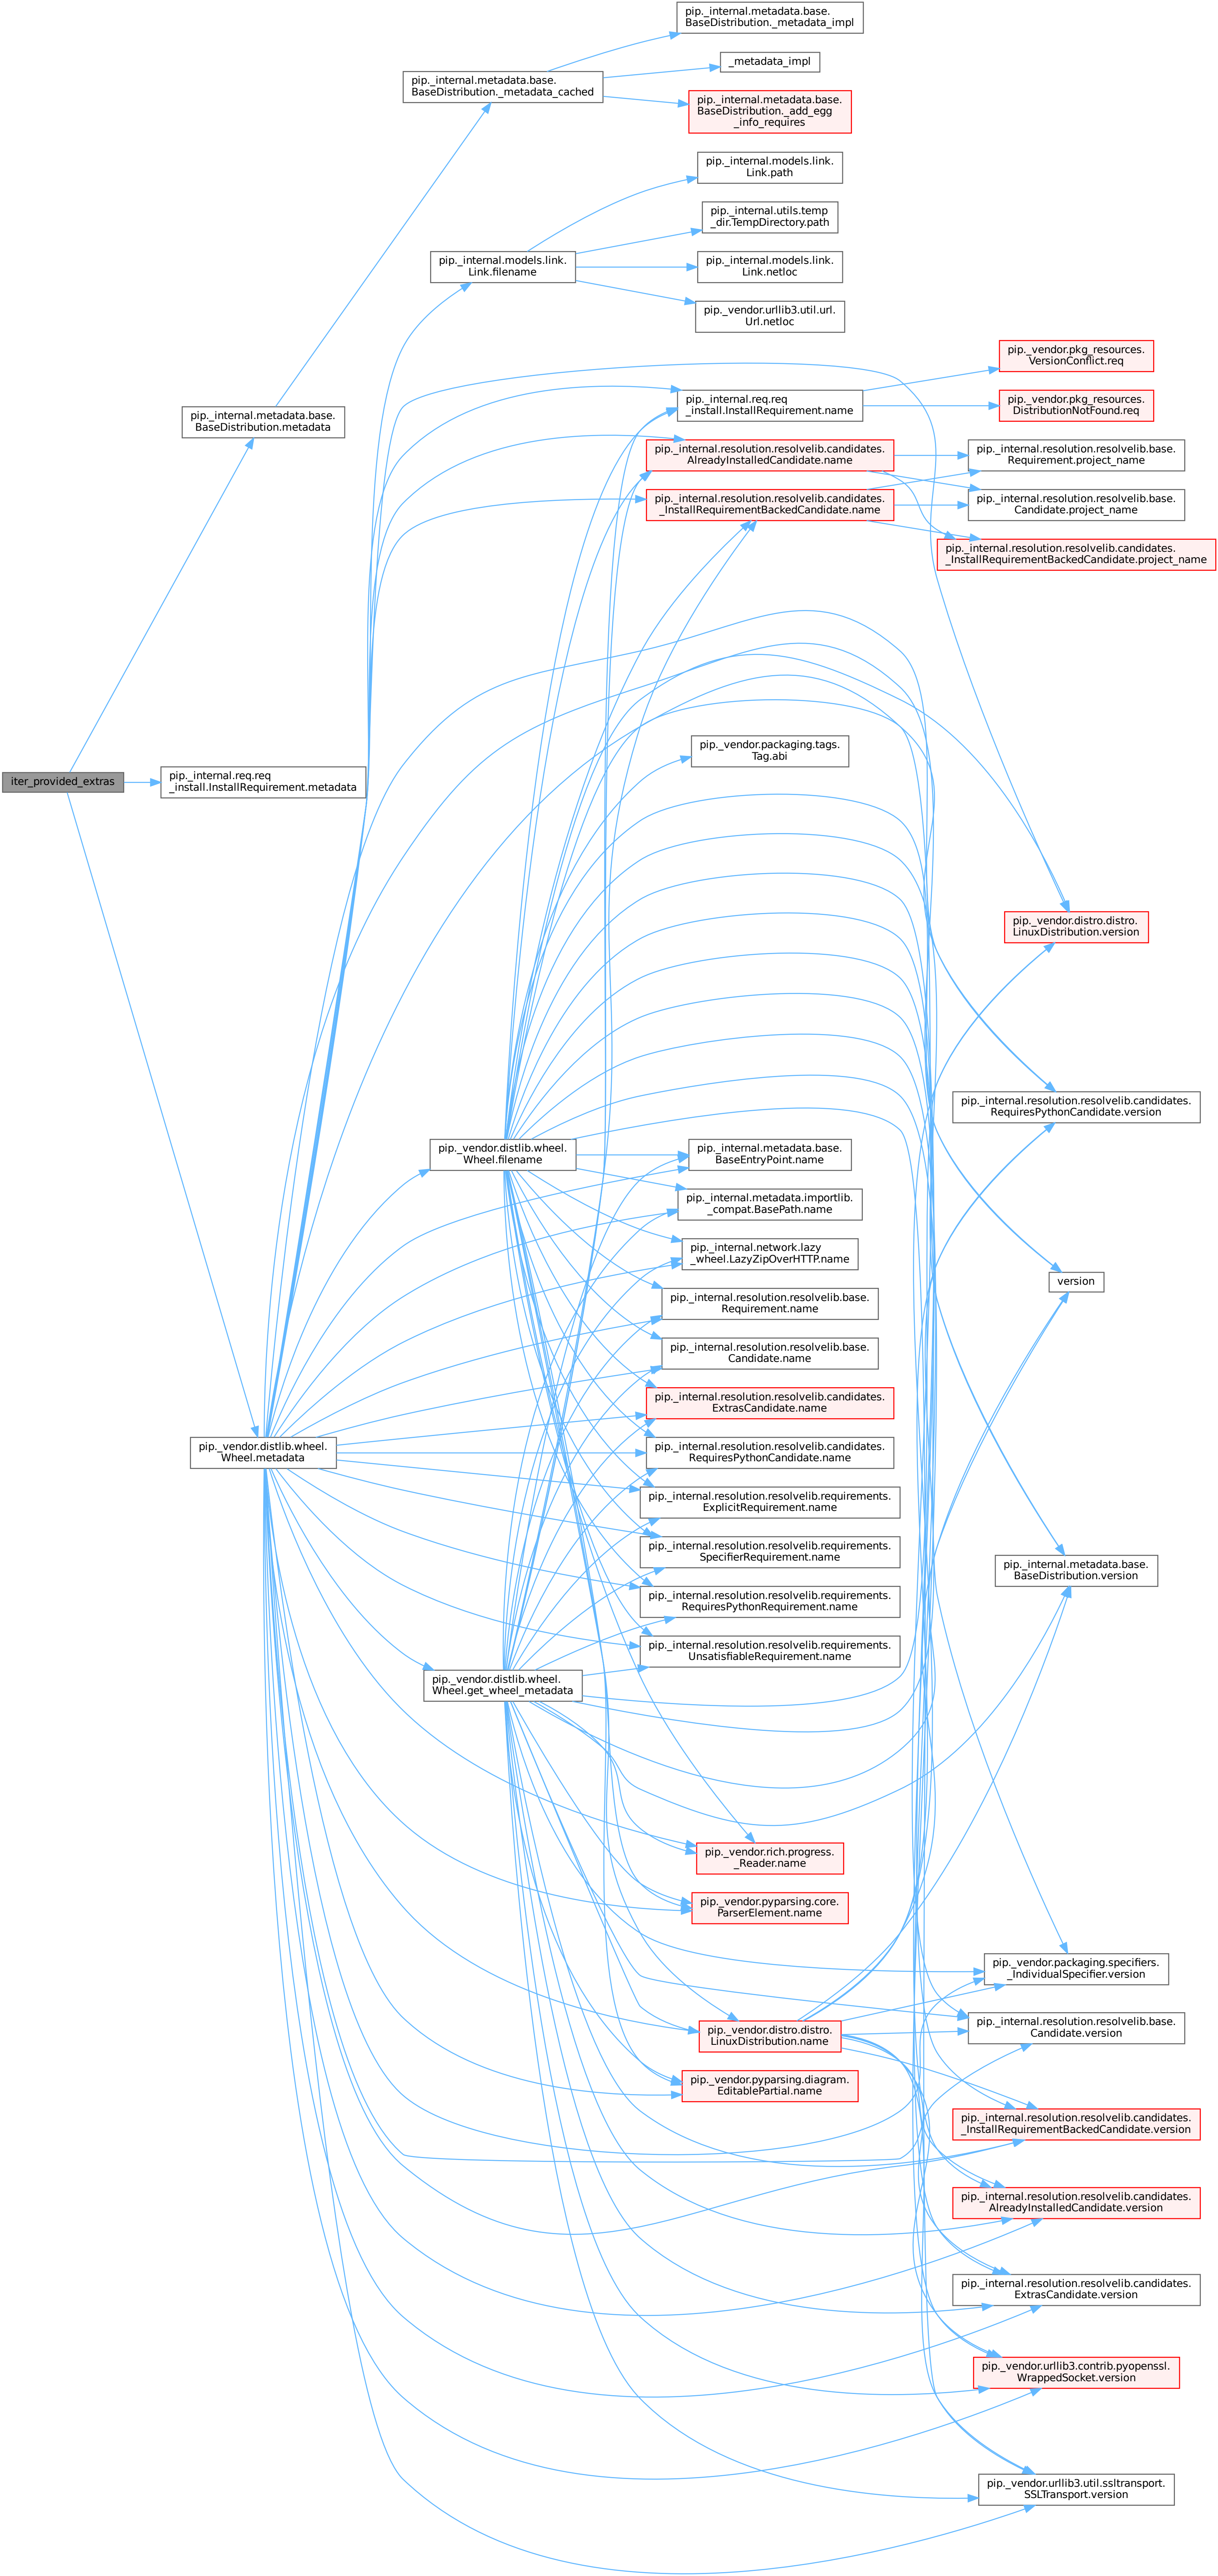 pip._internal.metadata.base.
BaseDistribution._metadata_impl
_metadata_impl
pip._internal.metadata.base.
BaseDistribution._metadata_cached
pip._internal.metadata.base.
BaseDistribution._add_egg
_info_requires
pip._internal.models.link.
Link.path
pip._internal.utils.temp
_dir.TempDirectory.path
pip._internal.models.link.
Link.filename
pip._internal.models.link.
Link.netloc
pip._vendor.urllib3.util.url.
Url.netloc
pip._vendor.pkg_resources.
VersionConflict.req
pip._internal.req.req
_install.InstallRequirement.name
pip._vendor.pkg_resources.
DistributionNotFound.req
pip._internal.metadata.base.
BaseDistribution.metadata
pip._internal.resolution.resolvelib.candidates.
AlreadyInstalledCandidate.name
pip._internal.resolution.resolvelib.base.
Requirement.project_name
pip._internal.resolution.resolvelib.candidates.
_InstallRequirementBackedCandidate.name
pip._internal.resolution.resolvelib.base.
Candidate.project_name
pip._internal.resolution.resolvelib.candidates.
_InstallRequirementBackedCandidate.project_name
pip._vendor.packaging.tags.
Tag.abi
iter_provided_extras
pip._internal.req.req
_install.InstallRequirement.metadata
pip._vendor.distro.distro.
LinuxDistribution.version
pip._internal.resolution.resolvelib.candidates.
RequiresPythonCandidate.version
pip._vendor.distlib.wheel.
Wheel.filename
pip._internal.metadata.base.
BaseEntryPoint.name
pip._internal.metadata.importlib.
_compat.BasePath.name
pip._internal.network.lazy
_wheel.LazyZipOverHTTP.name
version
pip._internal.resolution.resolvelib.base.
Requirement.name
pip._internal.resolution.resolvelib.base.
Candidate.name
pip._internal.resolution.resolvelib.candidates.
ExtrasCandidate.name
pip._vendor.distlib.wheel.
Wheel.metadata
pip._internal.resolution.resolvelib.candidates.
RequiresPythonCandidate.name
pip._internal.resolution.resolvelib.requirements.
ExplicitRequirement.name
pip._internal.resolution.resolvelib.requirements.
SpecifierRequirement.name
pip._internal.metadata.base.
BaseDistribution.version
pip._internal.resolution.resolvelib.requirements.
RequiresPythonRequirement.name
pip._internal.resolution.resolvelib.requirements.
UnsatisfiableRequirement.name
pip._vendor.distlib.wheel.
Wheel.get_wheel_metadata
pip._vendor.rich.progress.
_Reader.name
pip._vendor.pyparsing.core.
ParserElement.name
pip._vendor.packaging.specifiers.
_IndividualSpecifier.version
pip._vendor.distro.distro.
LinuxDistribution.name
pip._internal.resolution.resolvelib.base.
Candidate.version
pip._vendor.pyparsing.diagram.
EditablePartial.name
pip._internal.resolution.resolvelib.candidates.
_InstallRequirementBackedCandidate.version
pip._internal.resolution.resolvelib.candidates.
AlreadyInstalledCandidate.version
pip._internal.resolution.resolvelib.candidates.
ExtrasCandidate.version
pip._vendor.urllib3.contrib.pyopenssl.
WrappedSocket.version
pip._vendor.urllib3.util.ssltransport.
SSLTransport.version